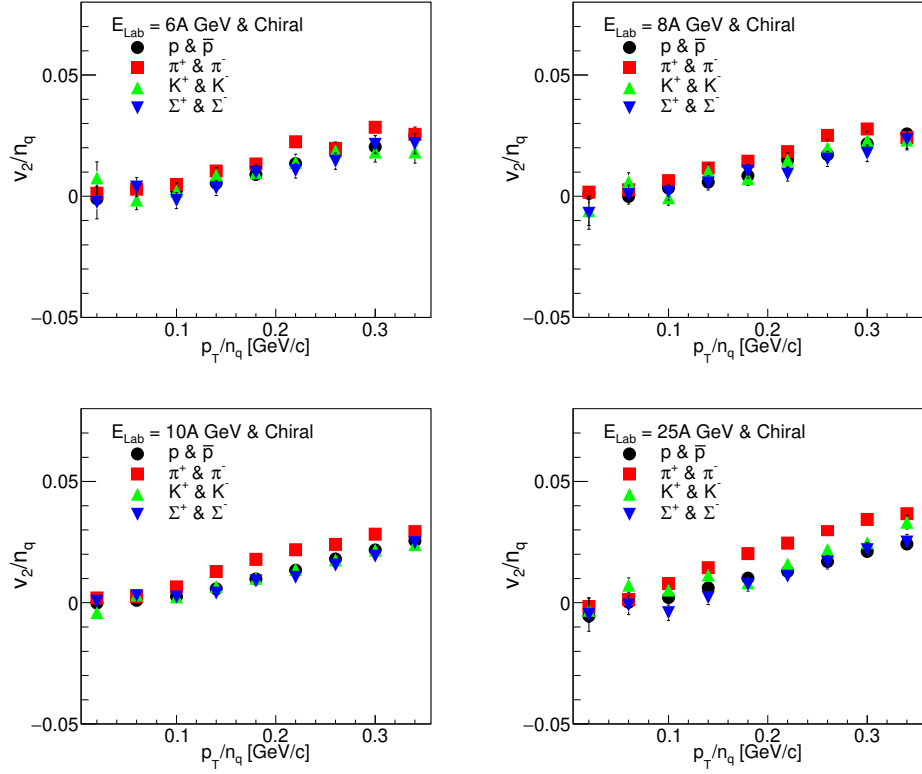 E_Lab = 6A GeV & Chiral
p & p̅
π⁺ & π⁻
K⁺ & K⁻
Σ⁺ & Σ⁻
0.05
0
−0.05
v₂/n_q
0.1 0.2 0.3
p_T/n_q [GeV/c]
E_Lab = 8A GeV & Chiral
p & p̅
π⁺ & π⁻
K⁺ & K⁻
Σ⁺ & Σ⁻
0.05
0
−0.05
v₂/n_q
0.1 0.2 0.3
p_T/n_q [GeV/c]
E_Lab = 10A GeV & Chiral
p & p̅
π⁺ & π⁻
K⁺ & K⁻
Σ⁺ & Σ⁻
0.05
0
−0.05
v₂/n_q
0.1 0.2 0.3
p_T/n_q [GeV/c]
E_Lab = 25A GeV & Chiral
p & p̅
π⁺ & π⁻
K⁺ & K⁻
Σ⁺ & Σ⁻
0.05
0
−0.05
v₂/n_q
0.1 0.2 0.3
p_T/n_q [GeV/c]